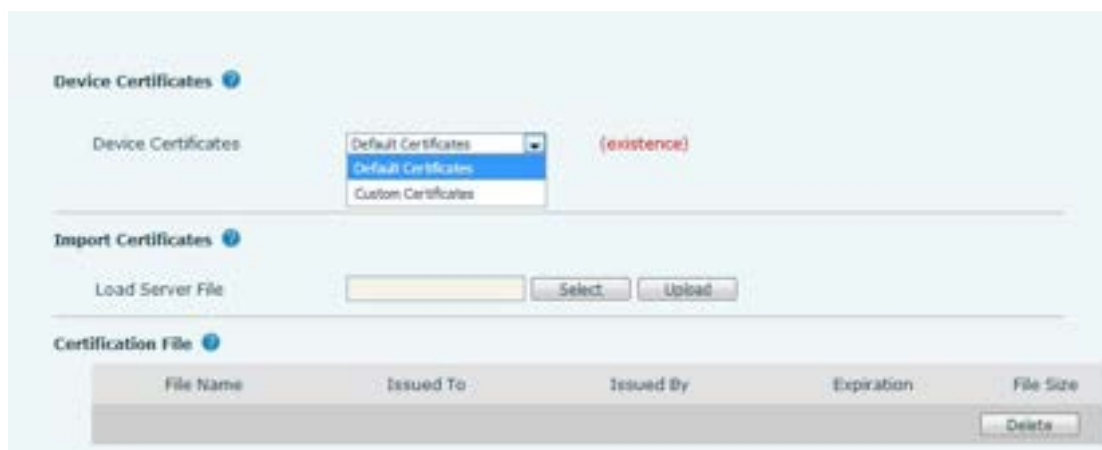 Device Certificates
Device Certificates Default Certificates (existence)
Default Certificates
Custom Certificates
Import Certificates
Load Server File Select Upload
Certification File
File Name Issued To Issued By Expiration File Size
Delete